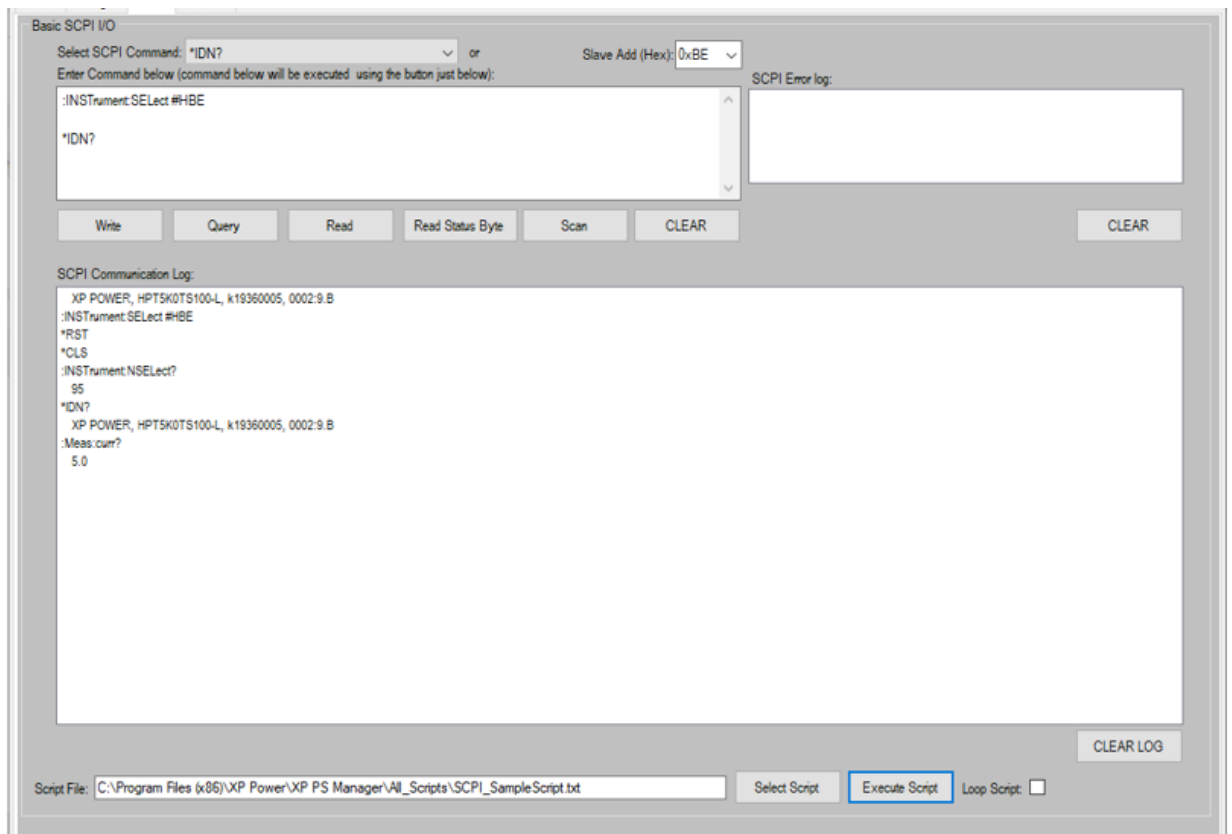 Basic SCPI I/O
Select SCPI Command: *IDN? or Slave Add (Hex): 0xBE
Enter Command below (command below will be executed using the button just below):
SCPI Error log:
:INSTrument:SELect #HBE
*IDN?
Write Query Read Read Status Byte Scan CLEAR CLEAR
SCPI Communication Log:
XP POWER, HPT5K0TS100-L, k19360005, 0002:9.B
:INSTrument:SELect #HBE
*RST
*CLS
:INSTrument:NSELect?
95
*IDN?
XP POWER, HPT5K0TS100-L, k19360005, 0002:9.B
:Meas:curr?
5.0
CLEAR LOG
Script File: C:\Program Files (x86)\XP Power\XP PS Manager\All_Scripts\SCPI_SampleScript.txt Select Script Execute Script Loop Script: